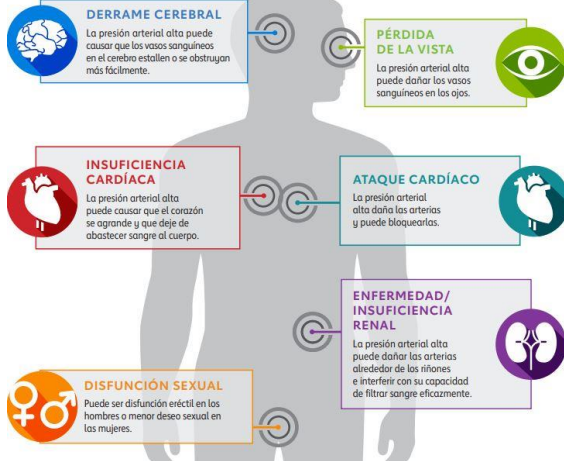 DERRAME CEREBRAL
La presión arterial alta puede
causar que los vasos sanguíneos
en el cerebro estallen o se obstruyan
más fácilmente.
PÉRDIDA
DE LA VISTA
La presión arterial alta
puede dañar los vasos
sanguíneos en los ojos.
INSUFICIENCIA
CARDÍACA
La presión arterial alta
puede causar que el corazón
se agrande y que deje de
abastecer sangre al cuerpo.
ATAQUE CARDÍACO
La presión arterial
alta daña las arterias
y puede bloquearlas.
ENFERMEDAD/
INSUFICIENCIA
RENAL
La presión arterial alta
puede dañar las arterias
alrededor de los riñones
e interferir con su capacidad
de filtrar sangre eficazmente.
DISFUNCIÓN SEXUAL
Puede ser disfunción eréctil en los
hombres o menor deseo sexual en
las mujeres.